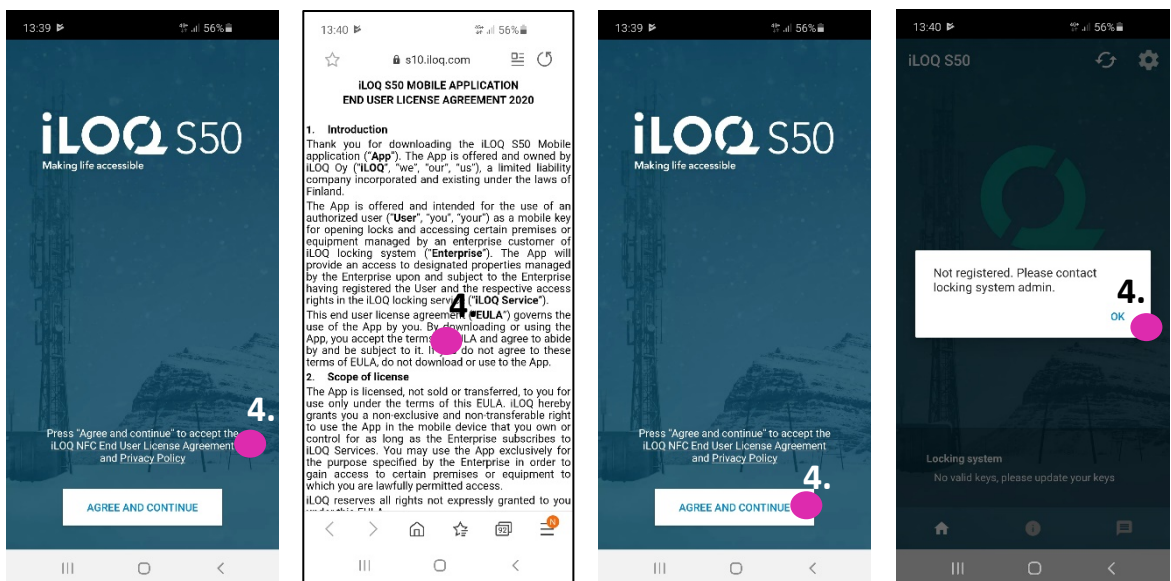 13:39
56%
iLOQ S50
Making life accessible
4.
Press "Agree and continue" to accept the
iLOQ NFC End User License Agreement
and Privacy Policy
AGREE AND CONTINUE
13:40
56%
s10.iloq.com
iLOQ S50 MOBILE APPLICATION
END USER LICENSE AGREEMENT 2020
1. Introduction
Thank you for downloading the iLOQ S50 Mobile
application ("App"). The App is offered and owned by
iLOQ Oy ("iLOQ", "we", "our", "us"), a limited liability
company incorporated and existing under the laws of
Finland.
The App is offered and intended for the use of an
authorized user ("User", "you", "your") as a mobile key
for opening locks and accessing certain premises or
equipment managed by an enterprise customer of
iLOQ locking system ("Enterprise"). The App will
provide an access to designated properties managed
by the Enterprise upon and subject to the Enterprise
having registered the User and the respective access
rights in the iLOQ locking service ("iLOQ Service").
4.
This end user license agreement ("EULA") governs the
use of the App by you. By downloading or using the
App, you accept the terms EULA and agree to abide
by and be subject to it. If do not agree to these
terms of EULA, do not download or use to the App.
2. Scope of license
The App is licensed, not sold or transferred, to you for
use only under the terms of this EULA. iLOQ hereby
grants you a non-exclusive and non-transferable right
to use the App in the mobile device that you own or
control for as long as the Enterprise subscribes to
iLOQ Services. You may use the App exclusively for
the purpose specified by the Enterprise in order to
gain access to certain premises or equipment to
which you are lawfully permitted access.
iLOQ reserves all rights not expressly granted to you
92
N
13:39
56%
iLOQ S50
Making life accessible
Press "Agree and continue" to accept the
iLOQ NFC End User License Agreement
and Privacy Policy
4.
AGREE AND CONTINUE
13:40
56%
iLOQ S50
Not registered. Please contact
locking system admin.
4.
OK
Locking system
No valid keys, please update your keys